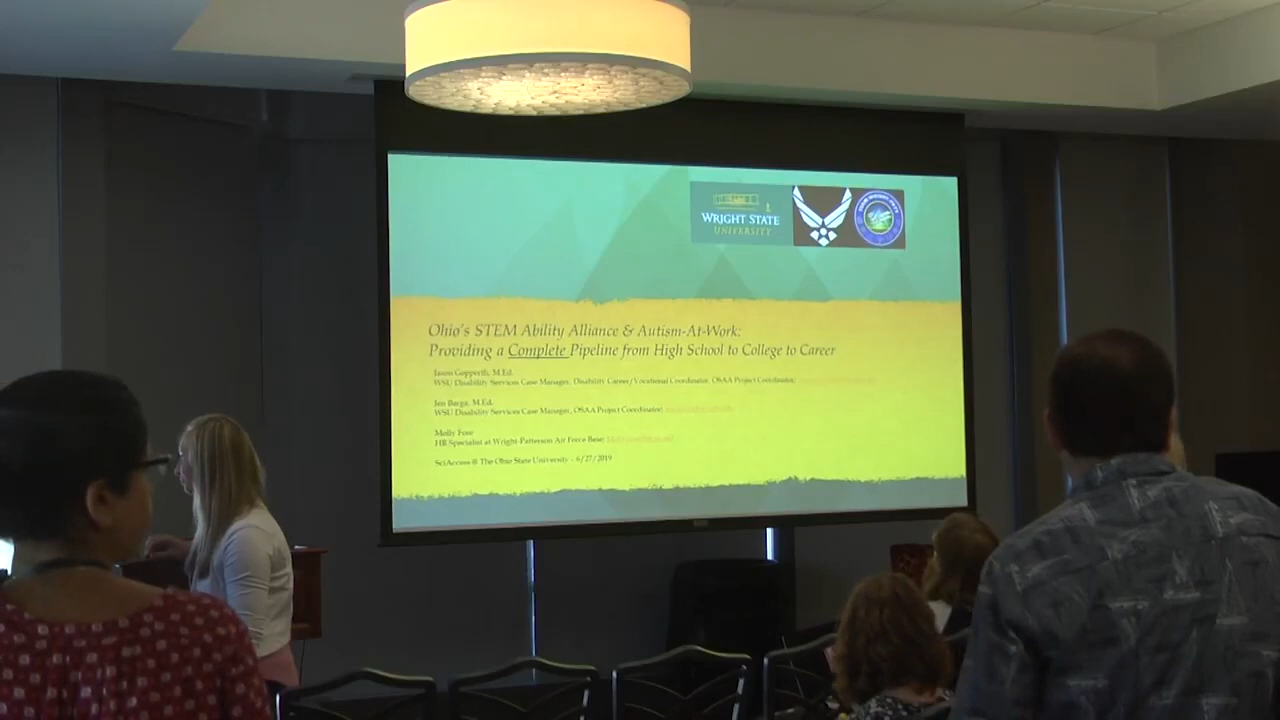 WRIGHT STATE
UNIVERSITY
Ohio's STEM Ability Alliance & Autism-At-Work:
Providing a Complete Pipeline from High School to College to Career
Jason Gopperth, M.Ed.
WSU Disability Services Case Manager, Disability Career/Vocational Coordinator, OSAA Project Coordinator;
Jen Barga, M.Ed.
WSU Disability Services Case Manager, OSAA Project Coordinator;
Molly Fore
HR Specialist at Wright-Patterson Air Force Base;
SciAccess @ The Ohio State University - 6/27/2019